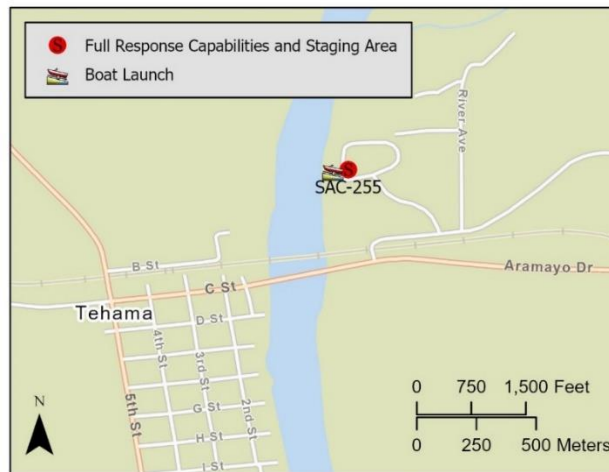 S Full Response Capabilities and Staging Area
Boat Launch
River Ave
S
SAC-255
B St
C St
Aramayo Dr
Tehama
D St
4th St
3rd St
2nd St
5th St
G St
H St
I St
N
0 750 1,500 Feet
0 250 500 Meters